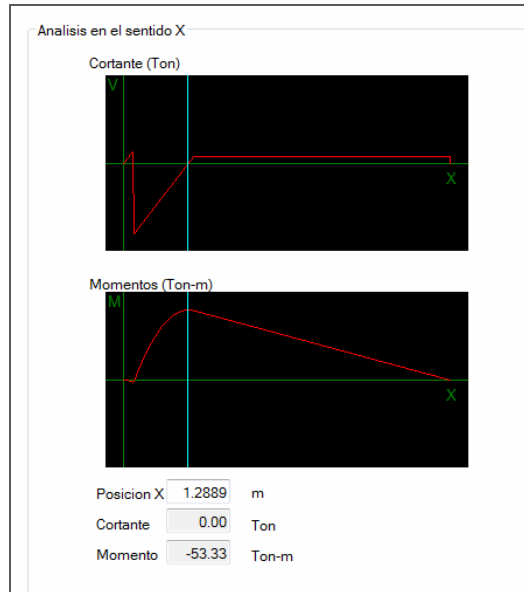 Analisis en el sentido X
Cortante (Ton)
V
X
Momentos (Ton-m)
M
X
Posicion X 1.2889 m
Cortante 0.00 Ton
Momento -53.33 Ton-m